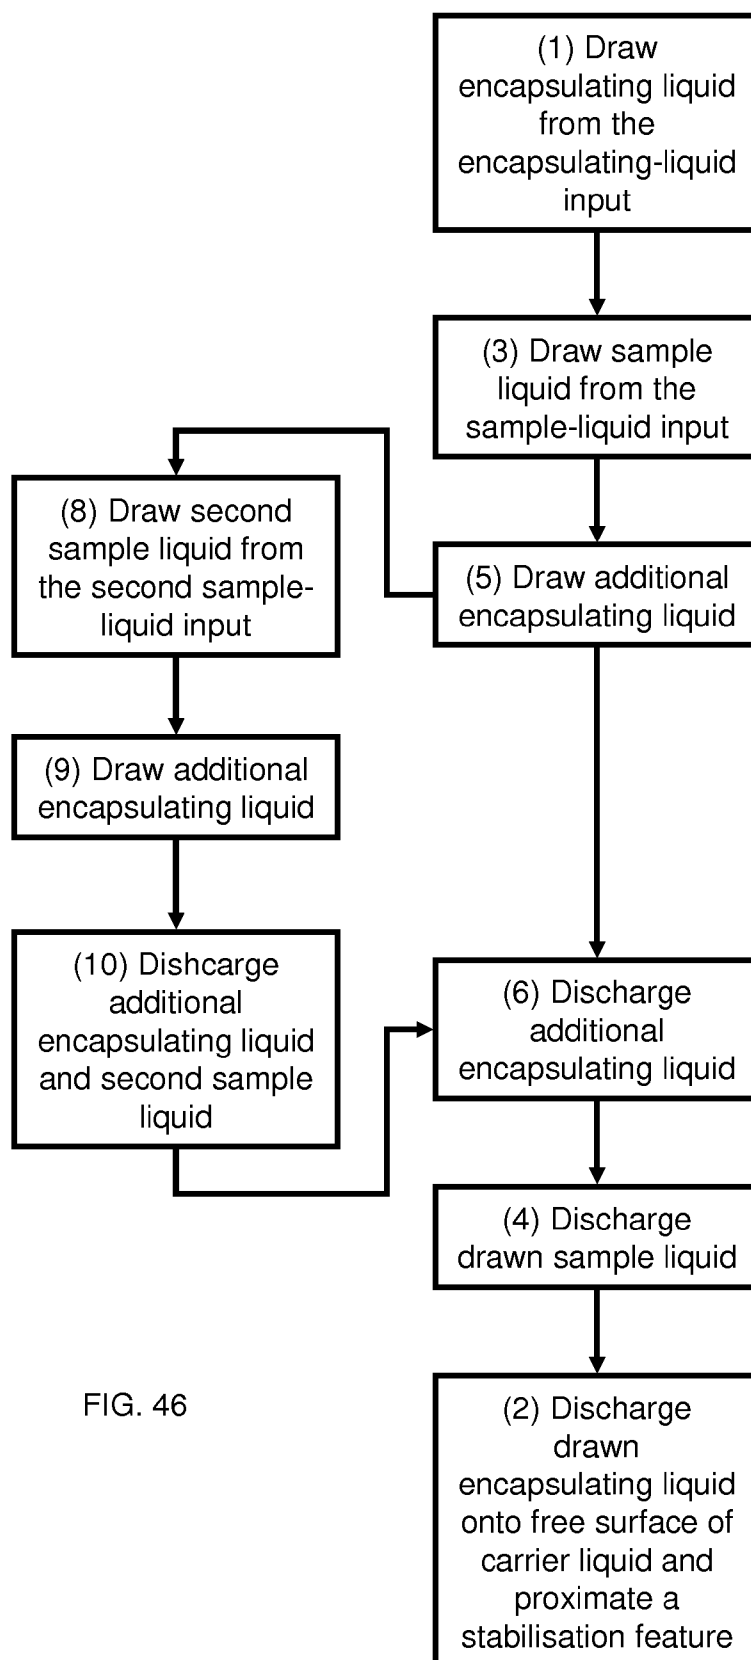 (1) Draw
encapsulating liquid
from the
encapsulating-liquid
input
(3) Draw sample
liquid from the
sample-liquid input
(8) Draw second
sample liquid from
the second sample-
liquid input
(5) Draw additional
encapsulating liquid
(9) Draw additional
encapsulating liquid
(10) Dishcarge
additional
encapsulating liquid
and second sample
liquid
(6) Discharge
additional
encapsulating liquid
(4) Discharge
drawn sample liquid
FIG. 46
(2) Discharge
drawn
encapsulating liquid
onto free surface of
carrier liquid and
proximate a
stabilisation feature